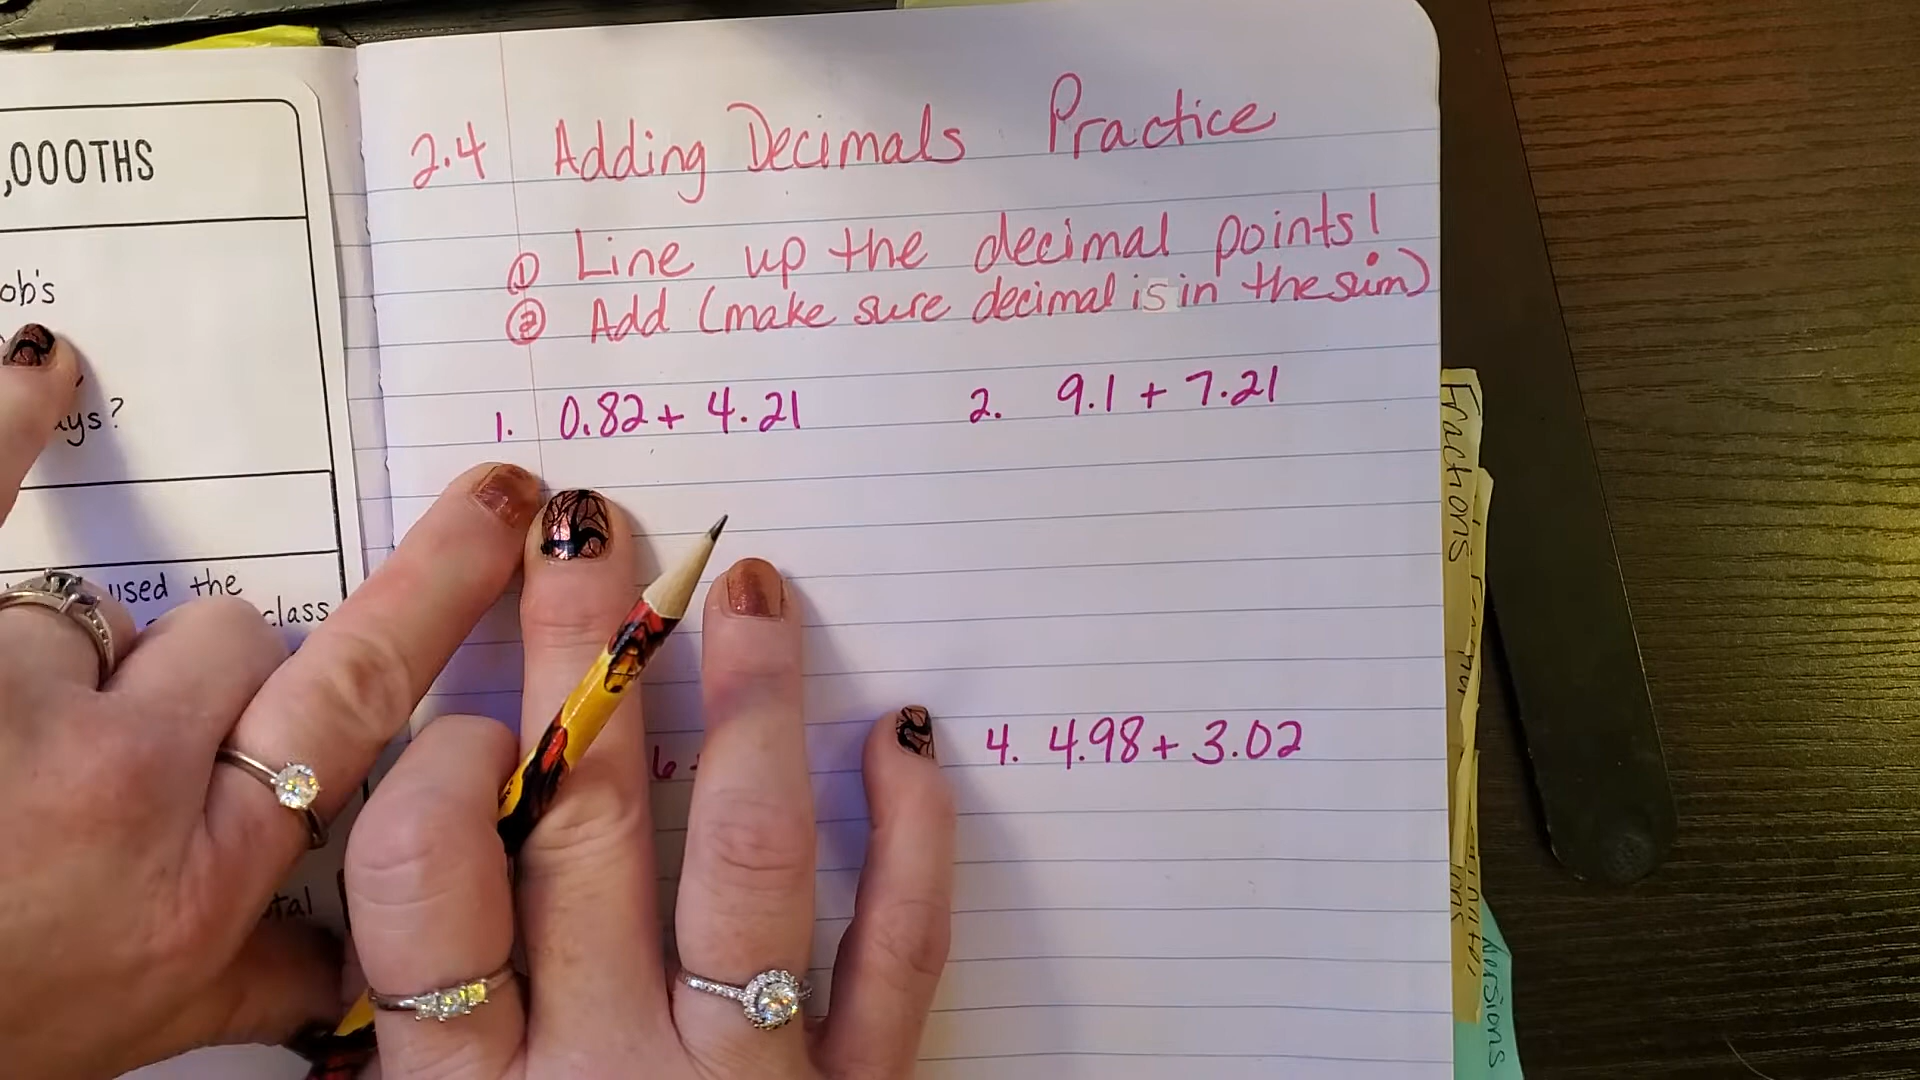 ,000THS
ob's
ays?
used the
class
tal
2.4 Adding Decimals Practice
① Line up the decimal points!
② Add (make sure decimal is in the sum)
1. 0.82 + 4.21
2. 9.1 + 7.21
6
4. 4.98 + 3.02
Fractions